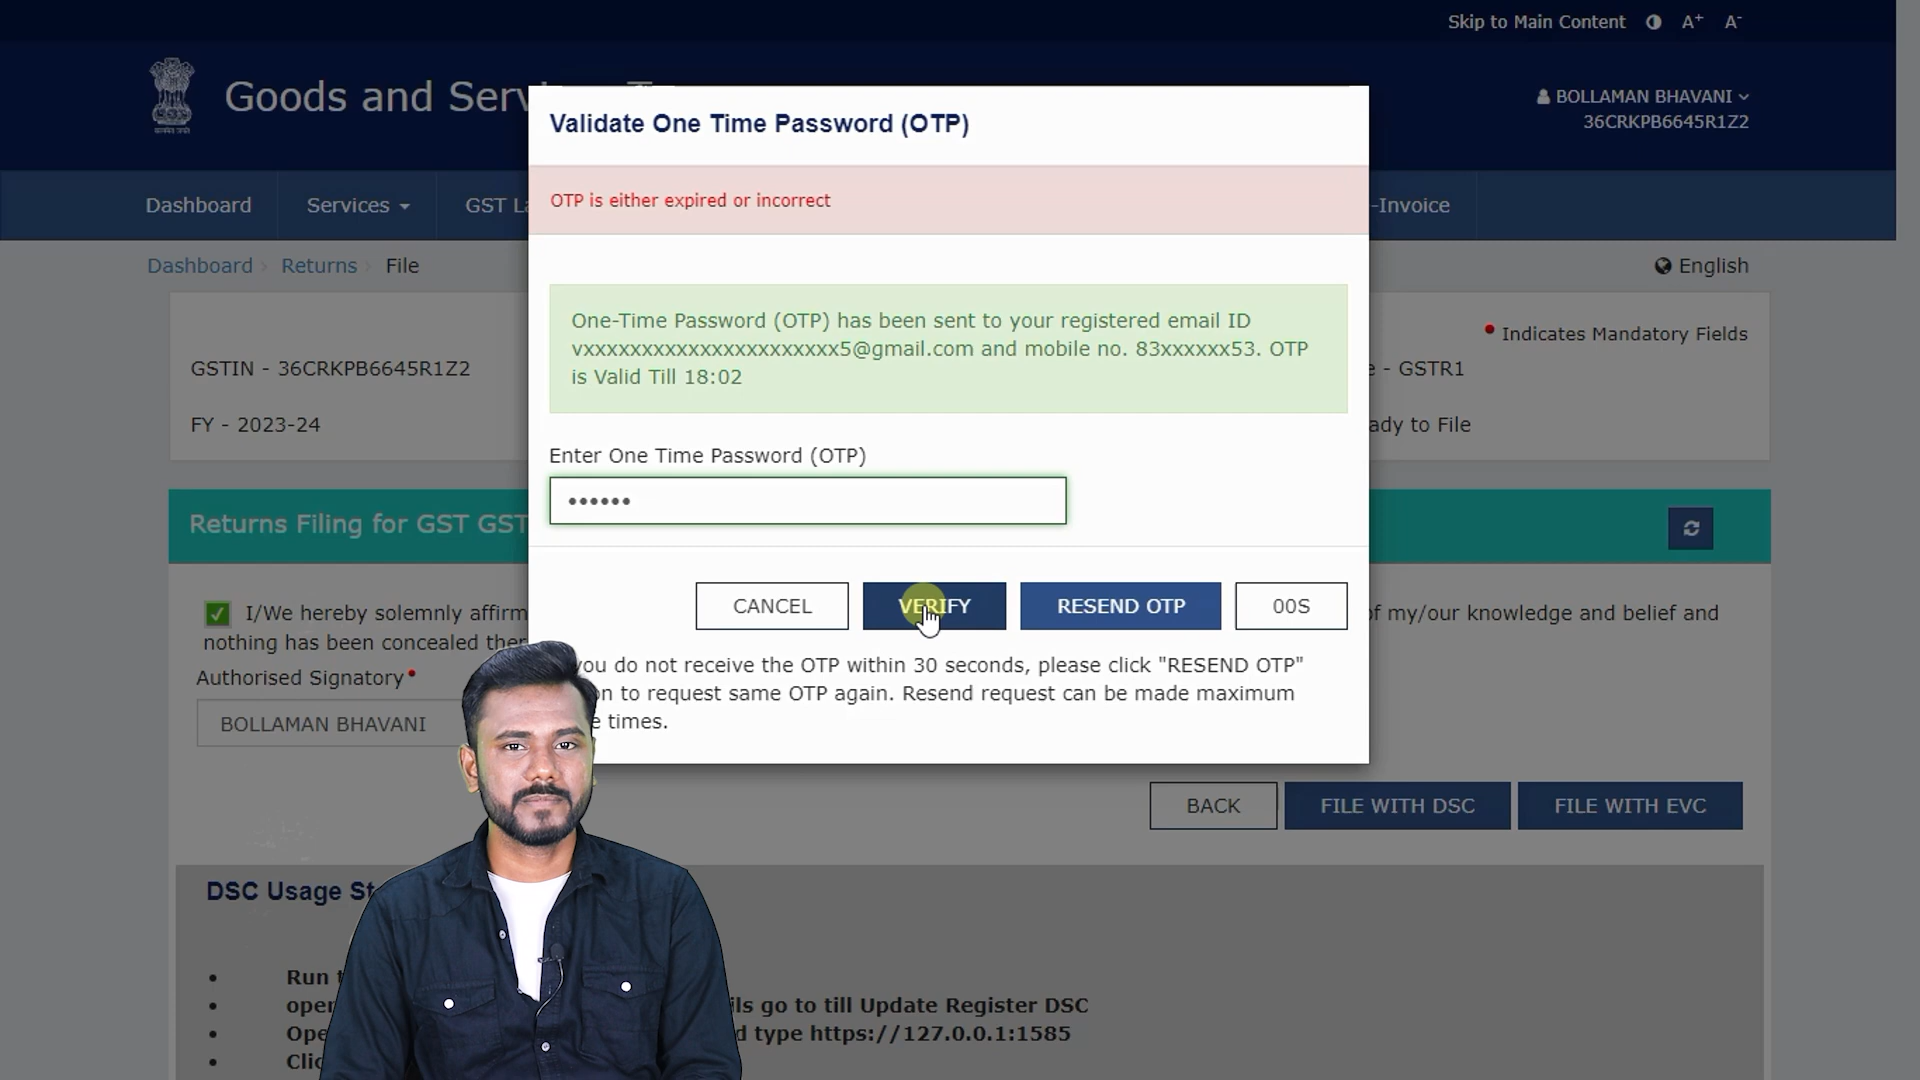 Skip to Main Content A+ A-
Goods and Serv
BOLLAMAN BHAVANI
36CRKPB6645R1Z2
Validate One Time Password (OTP)
OTP is either expired or incorrect
Dashboard Services GST -Invoice
Dashboard › Returns › File English
One-Time Password (OTP) has been sent to your registered email ID
vxxxxxxxxxxxxxxxxxxxxxxx5@gmail.com and mobile no. 83xxxxxx53. OTP
is Valid Till 18:02
Indicates Mandatory Fields
GSTIN - 36CRKPB6645R1Z2 - GSTR1
FY - 2023-24 ady to File
Enter One Time Password (OTP)
••••••
Returns Filing for GST GST
CANCEL VERIFY RESEND OTP 00S
I/We hereby solemnly affirm of my/our knowledge and belief and
nothing has been concealed
Authorised Signatory
you do not receive the OTP within 30 seconds, please click "RESEND OTP"
on to request same OTP again. Resend request can be made maximum
times.
BOLLAMAN BHAVANI
BACK FILE WITH DSC FILE WITH EVC
DSC Usage
Run
ils go to till Update Register DSC
d type https://127.0.0.1:1585